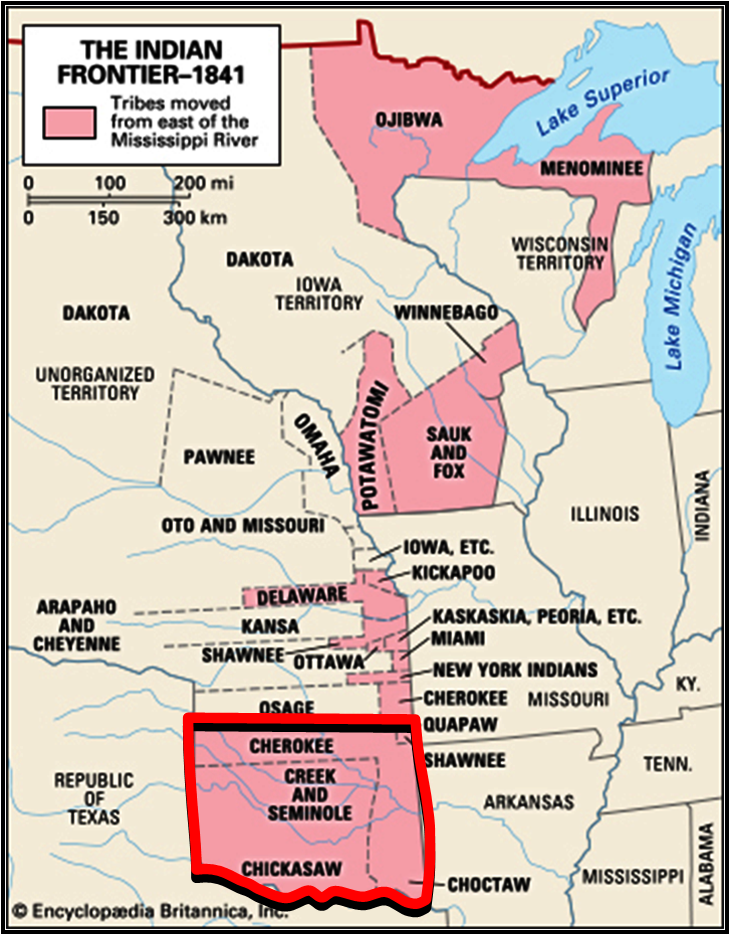 THE INDIAN
FRONTIER–1841
Tribes moved
from east of the
Mississippi River
0 100 200 mi
0 150 300 km
OJIBWA
Lake Superior
MENOMINEE
WISCONSIN
TERRITORY
Lake Michigan
DAKOTA
IOWA
TERRITORY
DAKOTA
WINNEBAGO
UNORGANIZED
TERRITORY
OMAHA
POTAWATOMI
SAUK
AND
FOX
PAWNEE
ILLINOIS
INDIANA
OTO AND MISSOURI
IOWA, ETC.
KICKAPOO
DELAWARE
ARAPAHO
AND
CHEYENNE
KANSA
KASKASKIA, PEORIA, ETC.
MIAMI
SHAWNEE
OTTAWA
NEW YORK INDIANS
CHEROKEE
MISSOURI
KY.
OSAGE
QUAPAW
CHEROKEE
SHAWNEE
TENN.
REPUBLIC
OF
TEXAS
CREEK
AND
SEMINOLE
ARKANSAS
CHICKASAW
CHOCTAW
MISSISSIPPI
ALABAMA
© Encyclopædia Britannica, Inc.